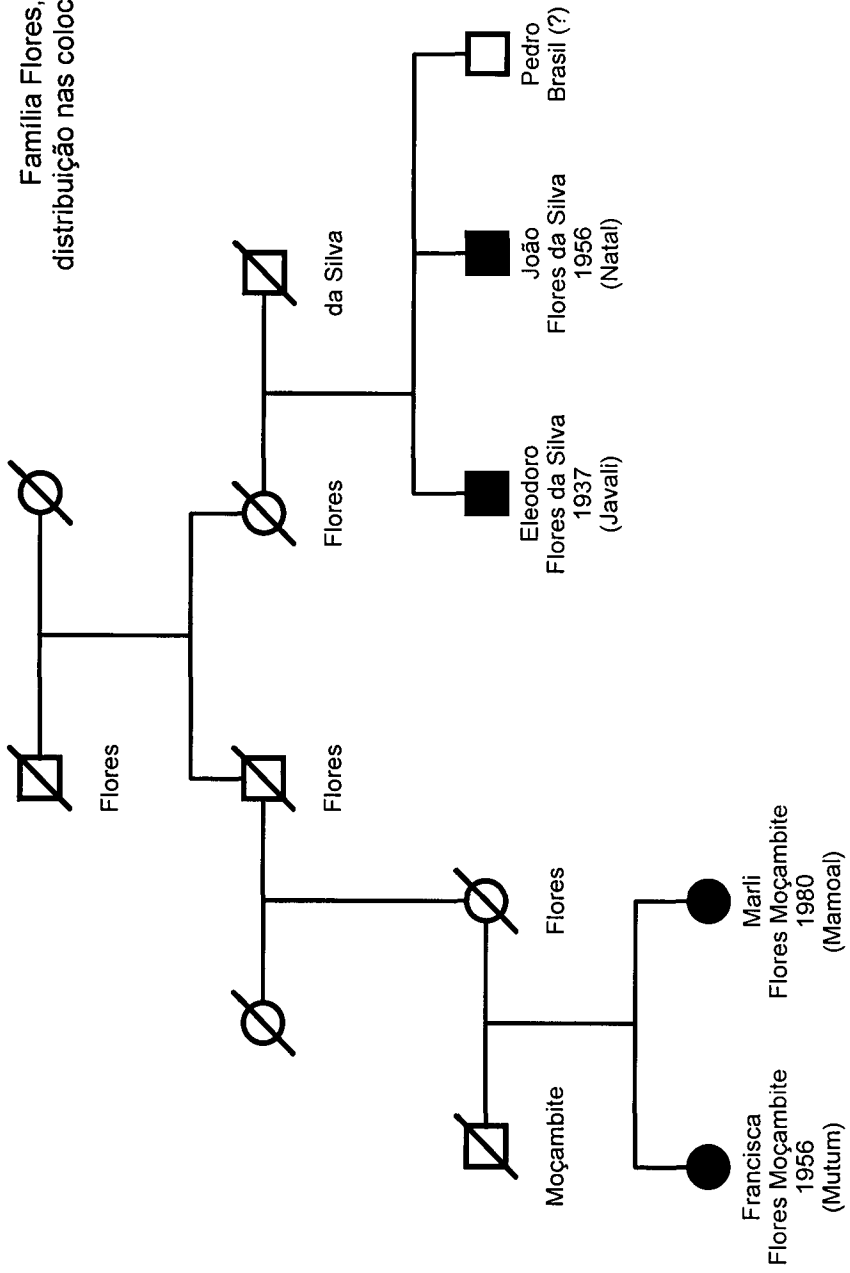 Família Flores,
distribuição nas coloc
Flores
Flores
Flores
da Silva
Moçambite
Flores
Eleodoro
Flores da Silva
1937
(Javali)
João
Flores da Silva
1956
(Natal)
Pedro
Brasil (?)
Francisca
Flores Moçambite
1956
(Mutum)
Marli
Flores Moçambite
1980
(Mamoal)